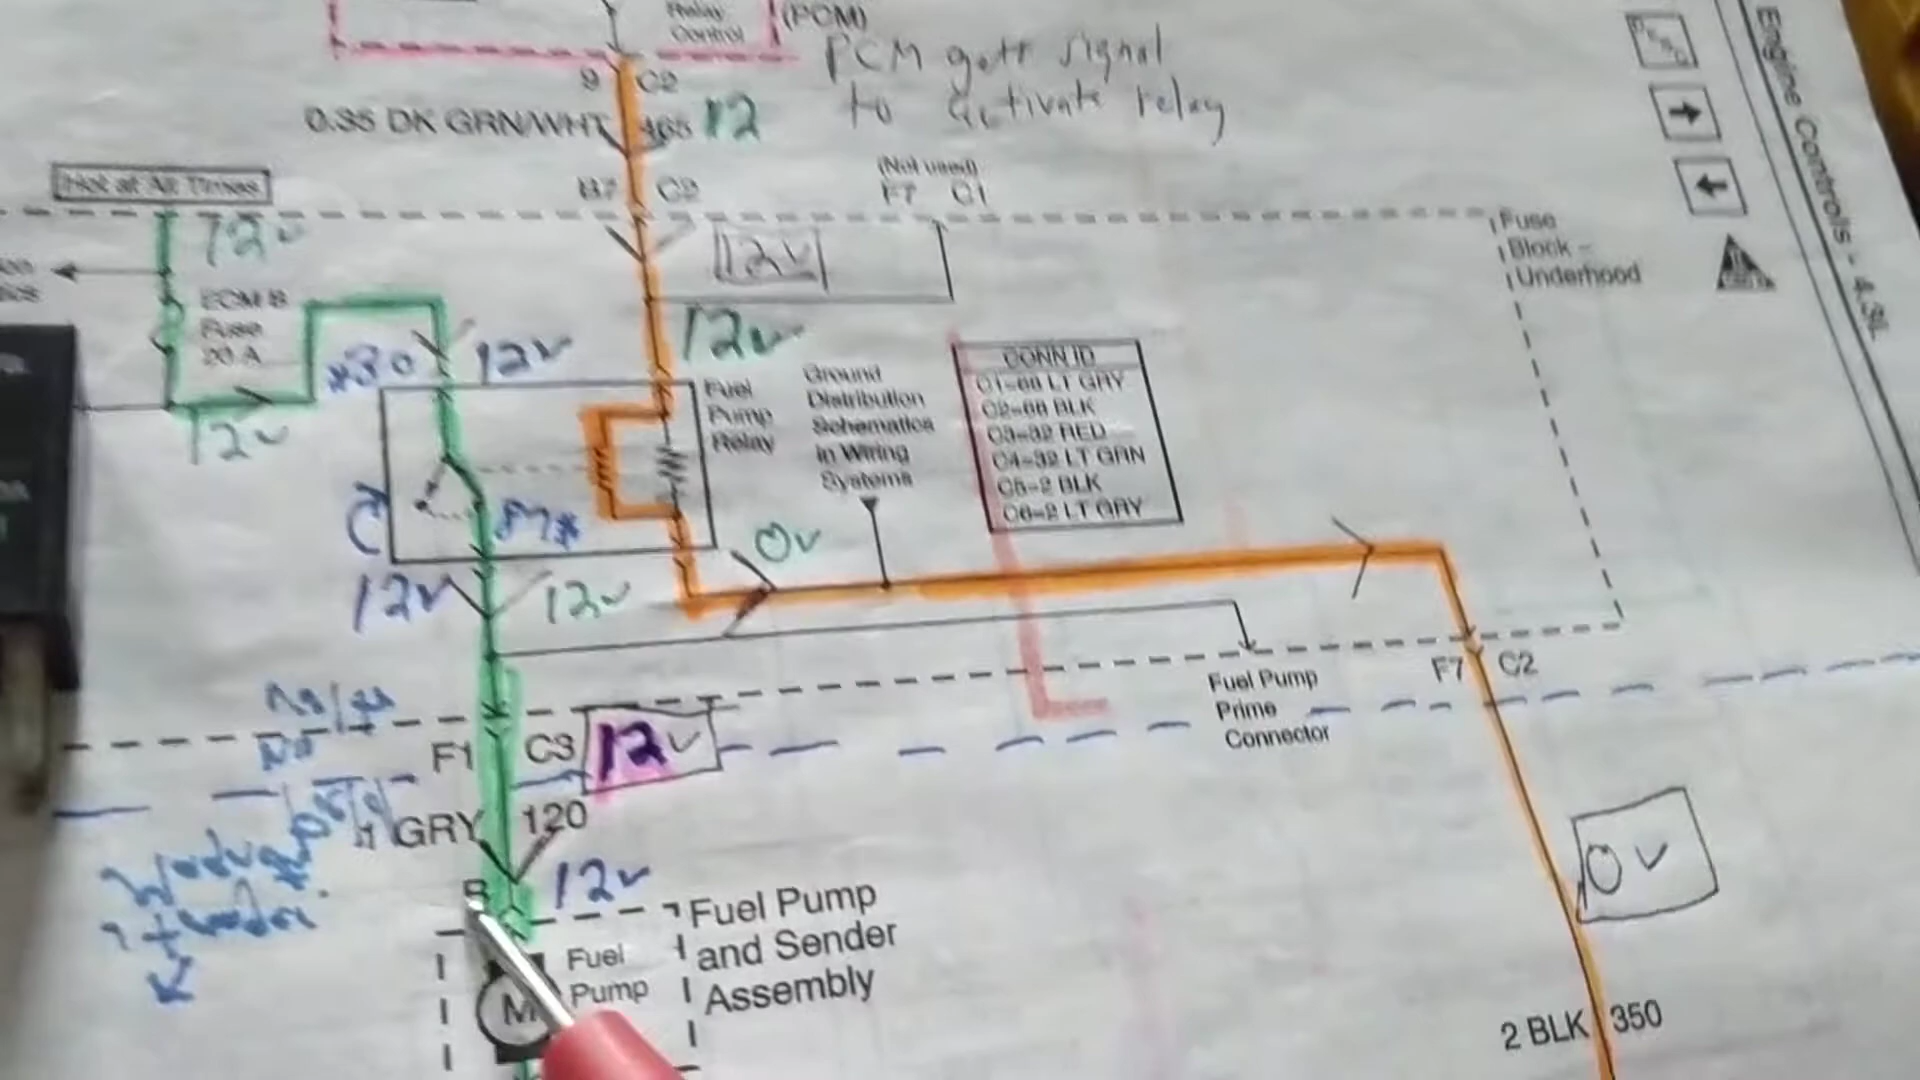 Relay
Control
(PCM)
PCM gets signal
to activate relay
9 C2
0.35 DK GRN/WHT 465 12
Hot at All Times
B7 C2
(Not used)
F7 C1
12v
12v
Fuse
Block –
Underhood
ECM B
Fuse
20 A
12v
30
12v
12v
Fuel
Pump
Relay
Ground
Distribution
Schematics
in Wiring
Systems
CONN ID
C1–68 LT GRY
C2–68 BLK
C3–32 RED
C4–32 LT GRN
C5–2 BLK
C6–2 LT GRY
87
0v
12v
12v
Fuel Pump
Prime
Connector
F7 C2
F1 C3
12v
1 GRY 120
B
12v
Fuel Pump
and Sender
Assembly
Fuel
Pump
M
0v
2 BLK 350
Engine Controls - 4.3L